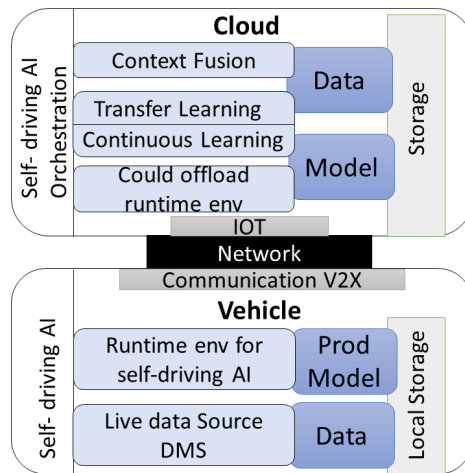 Cloud
Self- driving AI
Orchestration
Context Fusion
Data
Transfer Learning
Continuous Learning
Model
Could offload
runtime env
Storage
IOT
Network
Communication V2X
Vehicle
Self- driving AI
Runtime env for
self-driving AI
Prod
Model
Live data Source
DMS
Data
Local Storage